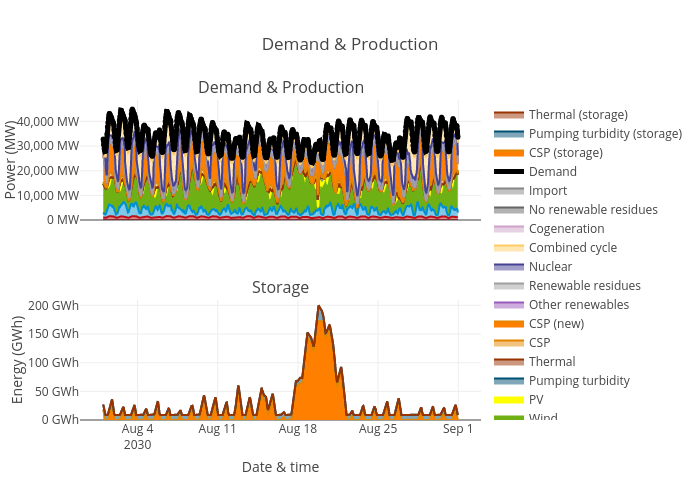 Demand & Production
Demand & Production
40,000 MW
30,000 MW
20,000 MW
10,000 MW
0 MW
Power (MW)
Storage
200 GWh
150 GWh
100 GWh
50 GWh
0 GWh
Energy (GWh)
Aug 4
2030
Aug 11
Aug 18
Aug 25
Sep 1
Date & time
Thermal (storage)
Pumping turbidity (storage)
CSP (storage)
Demand
Import
No renewable residues
Cogeneration
Combined cycle
Nuclear
Renewable residues
Other renewables
CSP (new)
CSP
Thermal
Pumping turbidity
PV
Wind